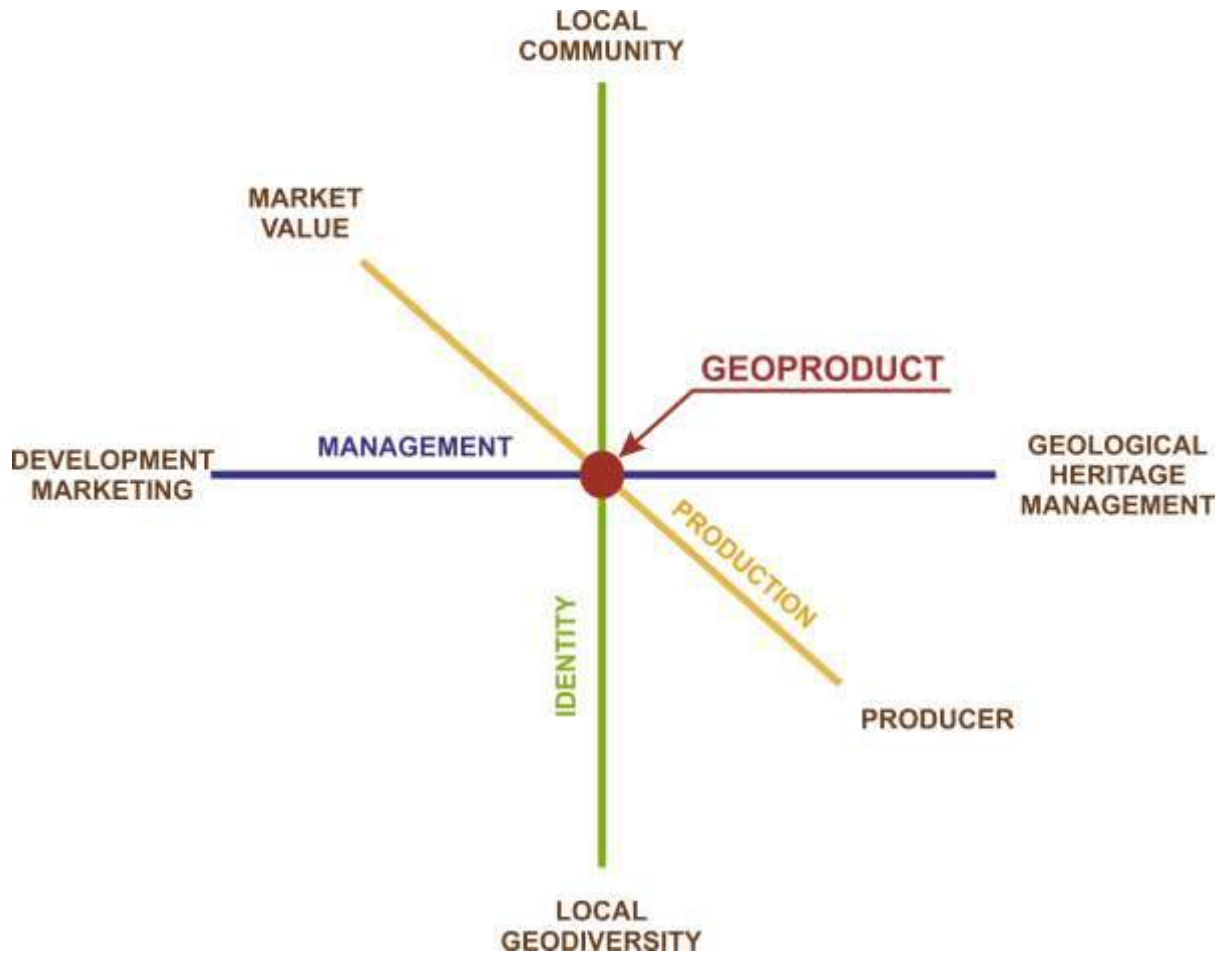 LOCAL
COMMUNITY
MARKET
VALUE
GEOPRODUCT
MANAGEMENT
DEVELOPMENT
MARKETING
GEOLOGICAL
HERITAGE
MANAGEMENT
PRODUCTION
IDENTITY
PRODUCER
LOCAL
GEODIVERSITY